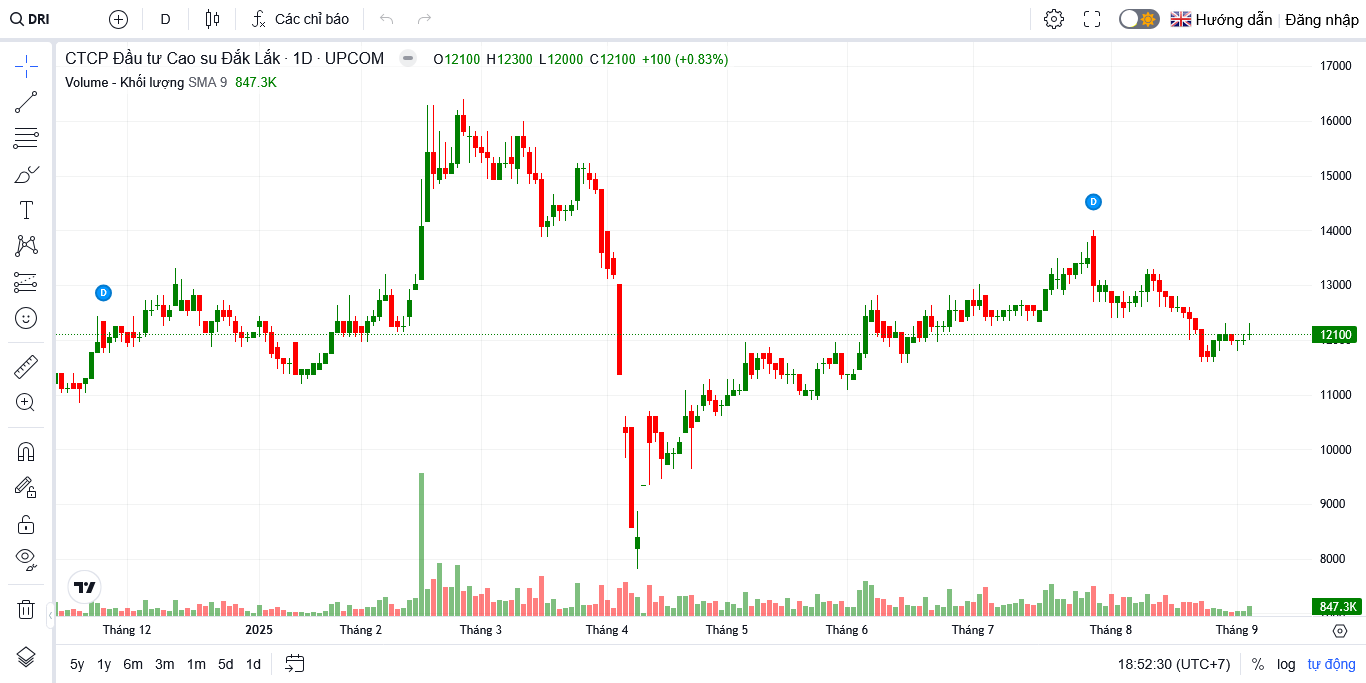 DRI
D
Các chỉ báo
Hướng dẫn
Đăng nhập
CTCP Đầu tư Cao su Đắk Lắk · 1D · UPCOM
O12100 H12300 L12000 C12100 +100 (+0.83%)
Volume - Khối lượng SMA 9 847.3K
17000
16000
15000
14000
13000
12100
11000
10000
9000
8000
847.3K
D
D
Tháng 12
2025
Tháng 2
Tháng 3
Tháng 4
Tháng 5
Tháng 6
Tháng 7
Tháng 8
Tháng 9
5y 1y 6m 3m 1m 5d 1d
18:52:30 (UTC+7)
%
log
tự động